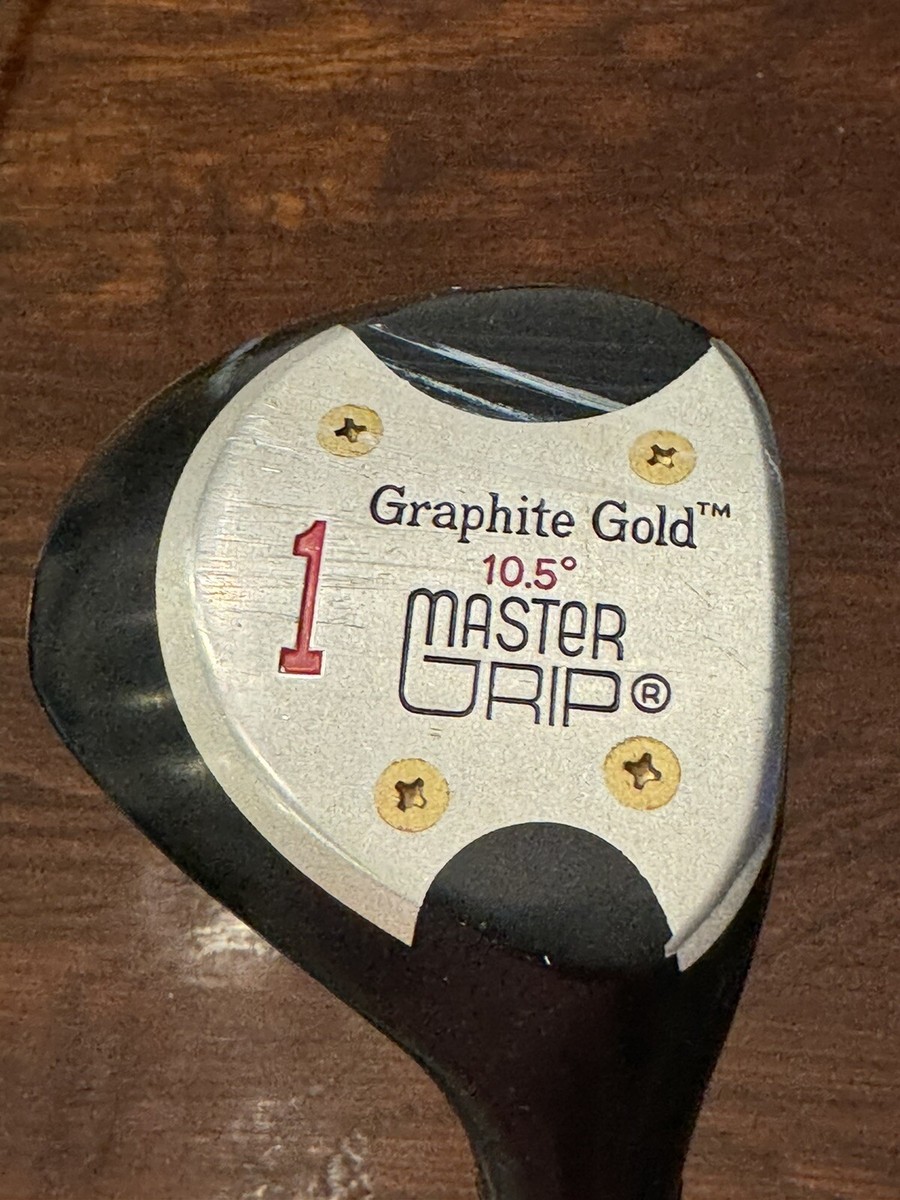 1
Graphite Gold™
10.5°
MASTER
GRIP®